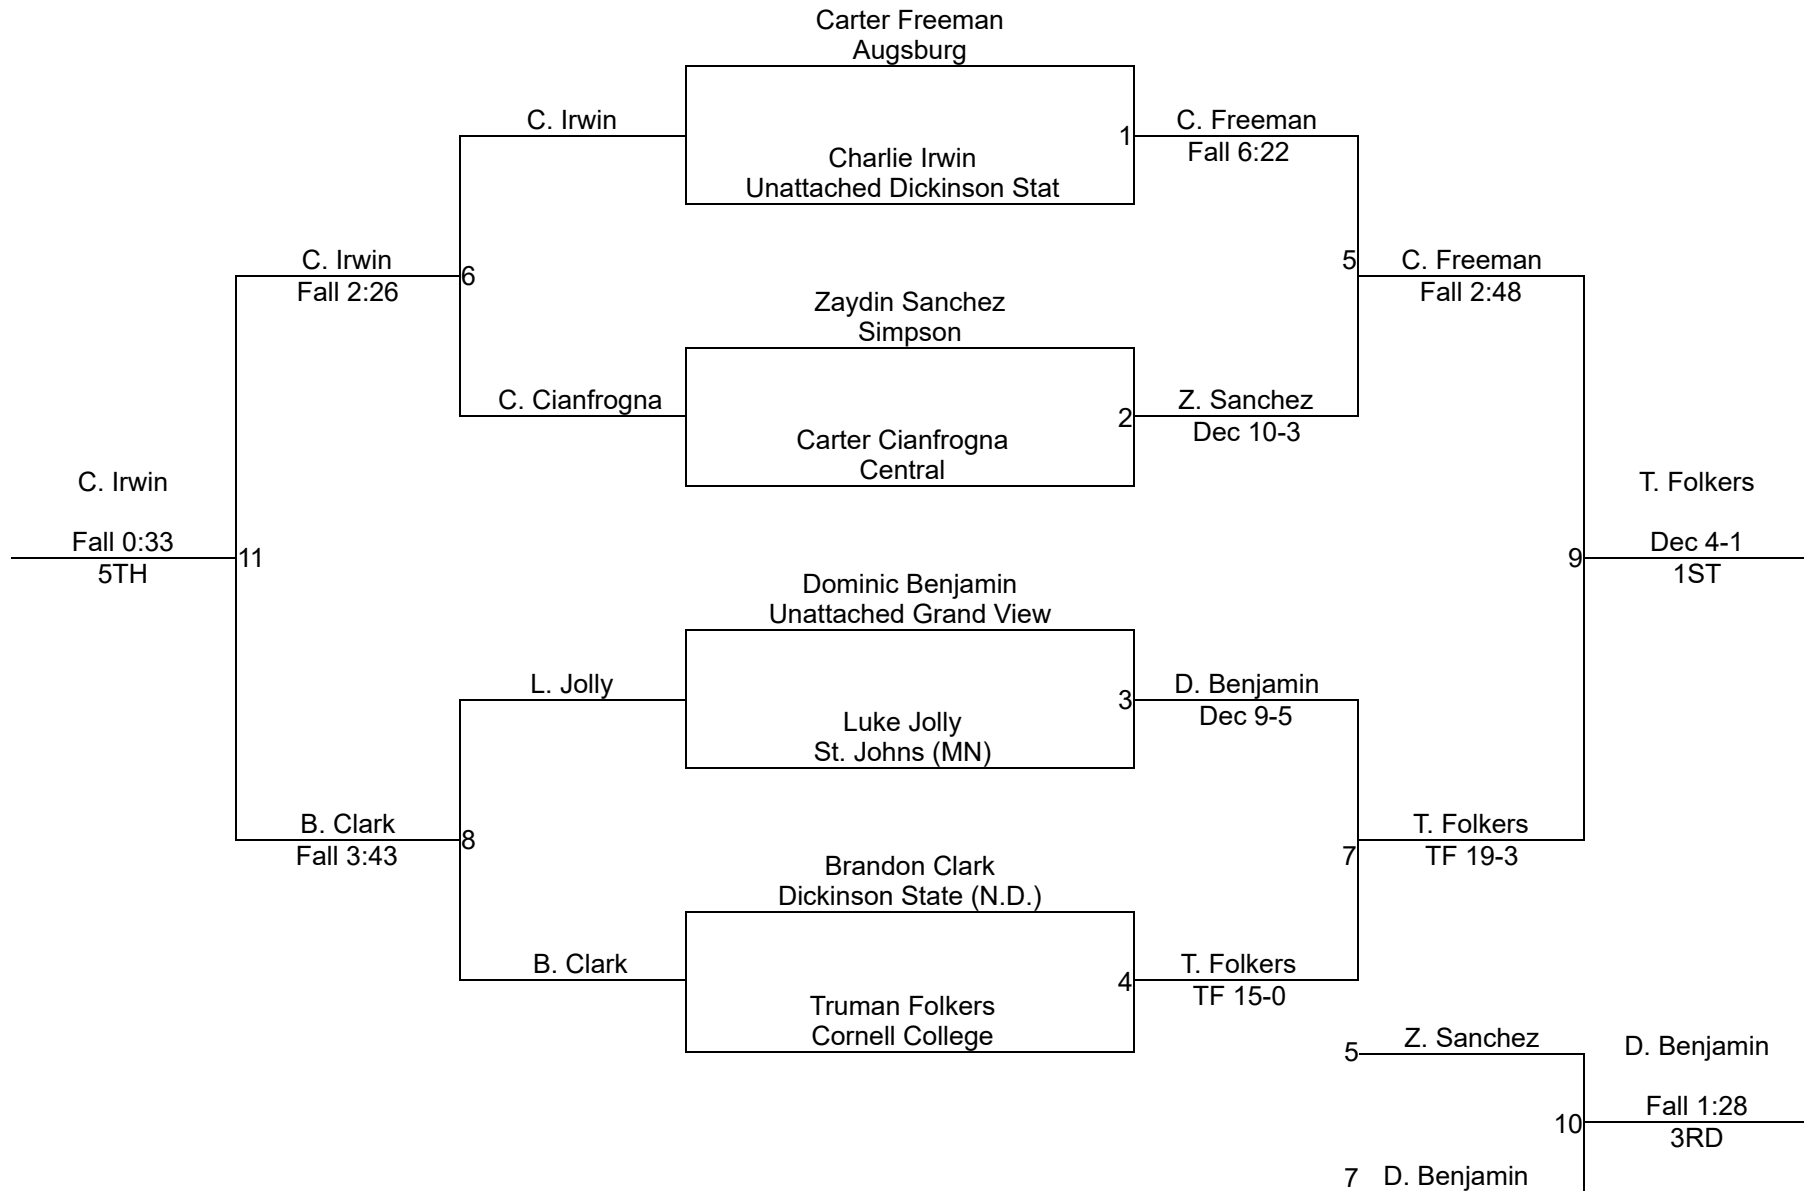 Carter Freeman
Augsburg
C. Irwin
1
C. Freeman
Fall 6:22
Charlie Irwin
Unattached Dickinson Stat
C. Irwin
Fall 2:26
6
5
C. Freeman
Fall 2:48
Zaydin Sanchez
Simpson
C. Cianfrogna
2
Z. Sanchez
Dec 10-3
Carter Cianfrogna
Central
C. Irwin
Fall 0:33
5TH
11
T. Folkers
9
Dec 4-1
1ST
Dominic Benjamin
Unattached Grand View
L. Jolly
3
D. Benjamin
Dec 9-5
Luke Jolly
St. Johns (MN)
B. Clark
Fall 3:43
8
7
T. Folkers
TF 19-3
Brandon Clark
Dickinson State (N.D.)
B. Clark
4
T. Folkers
TF 15-0
Truman Folkers
Cornell College
5
Z. Sanchez
D. Benjamin
10
Fall 1:28
3RD
7
D. Benjamin